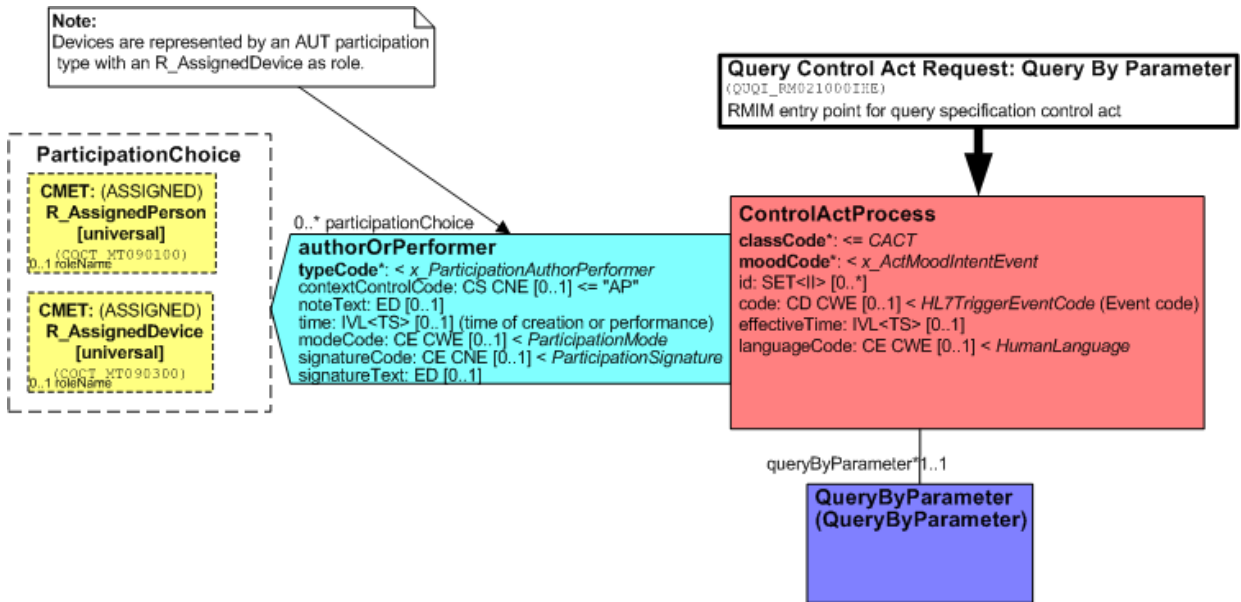 Note:
Devices are represented by an AUT participation
type with an R_AssignedDevice as role.
Query Control Act Request: Query By Parameter
(QUQI_RM021000IHE)
RMIM entry point for query specification control act
ParticipationChoice
CMET: (ASSIGNED)
R_AssignedPerson
[universal]
(COCT_MT090100)
0..1 roleName
CMET: (ASSIGNED)
R_AssignedDevice
[universal]
(COCT_MT090300)
0..1 roleName
0..* participationChoice
authorOrPerformer
typeCode*: < x_ParticipationAuthorPerformer
contextControlCode: CS CNE [0..1] <= "AP"
noteText: ED [0..1]
time: IVL<TS> [0..1] (time of creation or performance)
modeCode: CE CWE [0..1] < ParticipationMode
signatureCode: CE CNE [0..1] < ParticipationSignature
signatureText: ED [0..1]
ControlActProcess
classCode*: <= CACT
moodCode*: < x_ActMoodIntentEvent
id: SET<II> [0..*]
code: CD CWE [0..1] < HL7TriggerEventCode (Event code)
effectiveTime: IVL<TS> [0..1]
languageCode: CE CWE [0..1] < HumanLanguage
queryByParameter*1..1
QueryByParameter
(QueryByParameter)